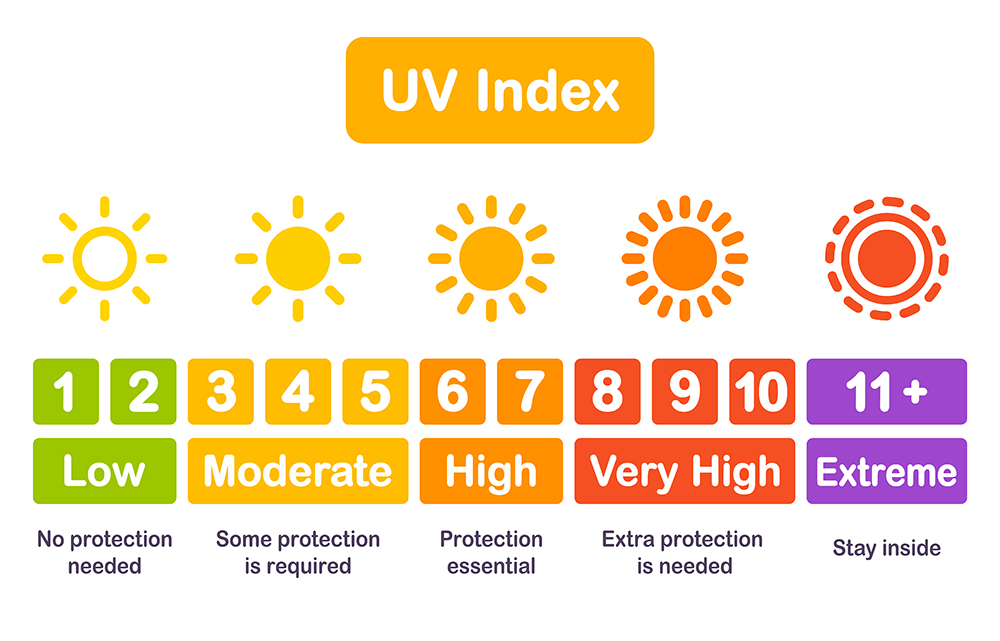 UV Index
1 2 3 4 5 6 7 8 9 10 11+
Low Moderate High Very High Extreme
No protection
needed
Some protection
is required
Protection
essential
Extra protection
is needed
Stay inside